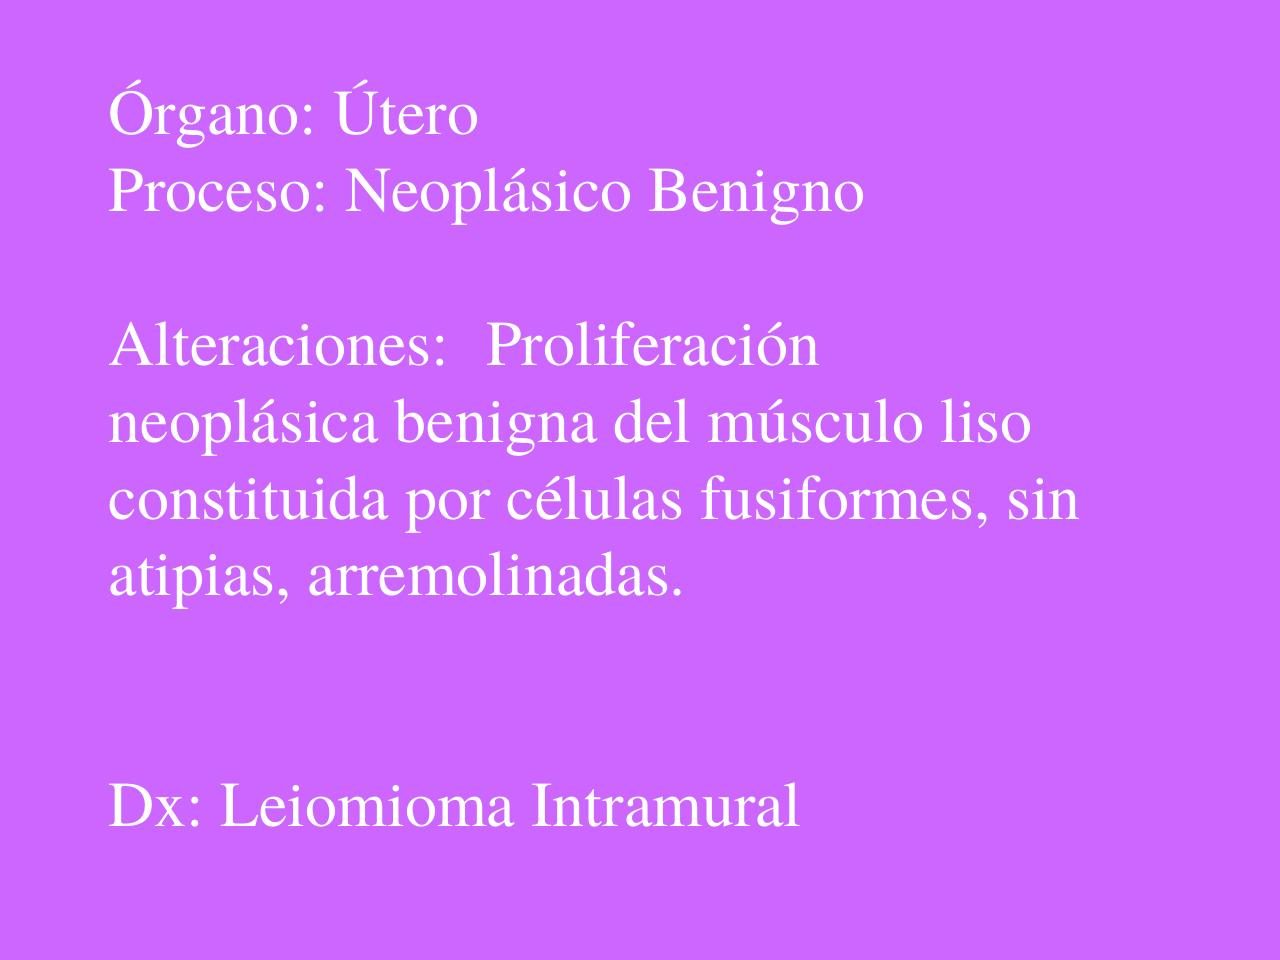 Órgano: Útero
Proceso: Neoplásico Benigno
Alteraciones: Proliferación
neoplásica benigna del músculo liso
constituida por células fusiformes, sin
atipias, arremolinadas.
Dx: Leiomioma Intramural